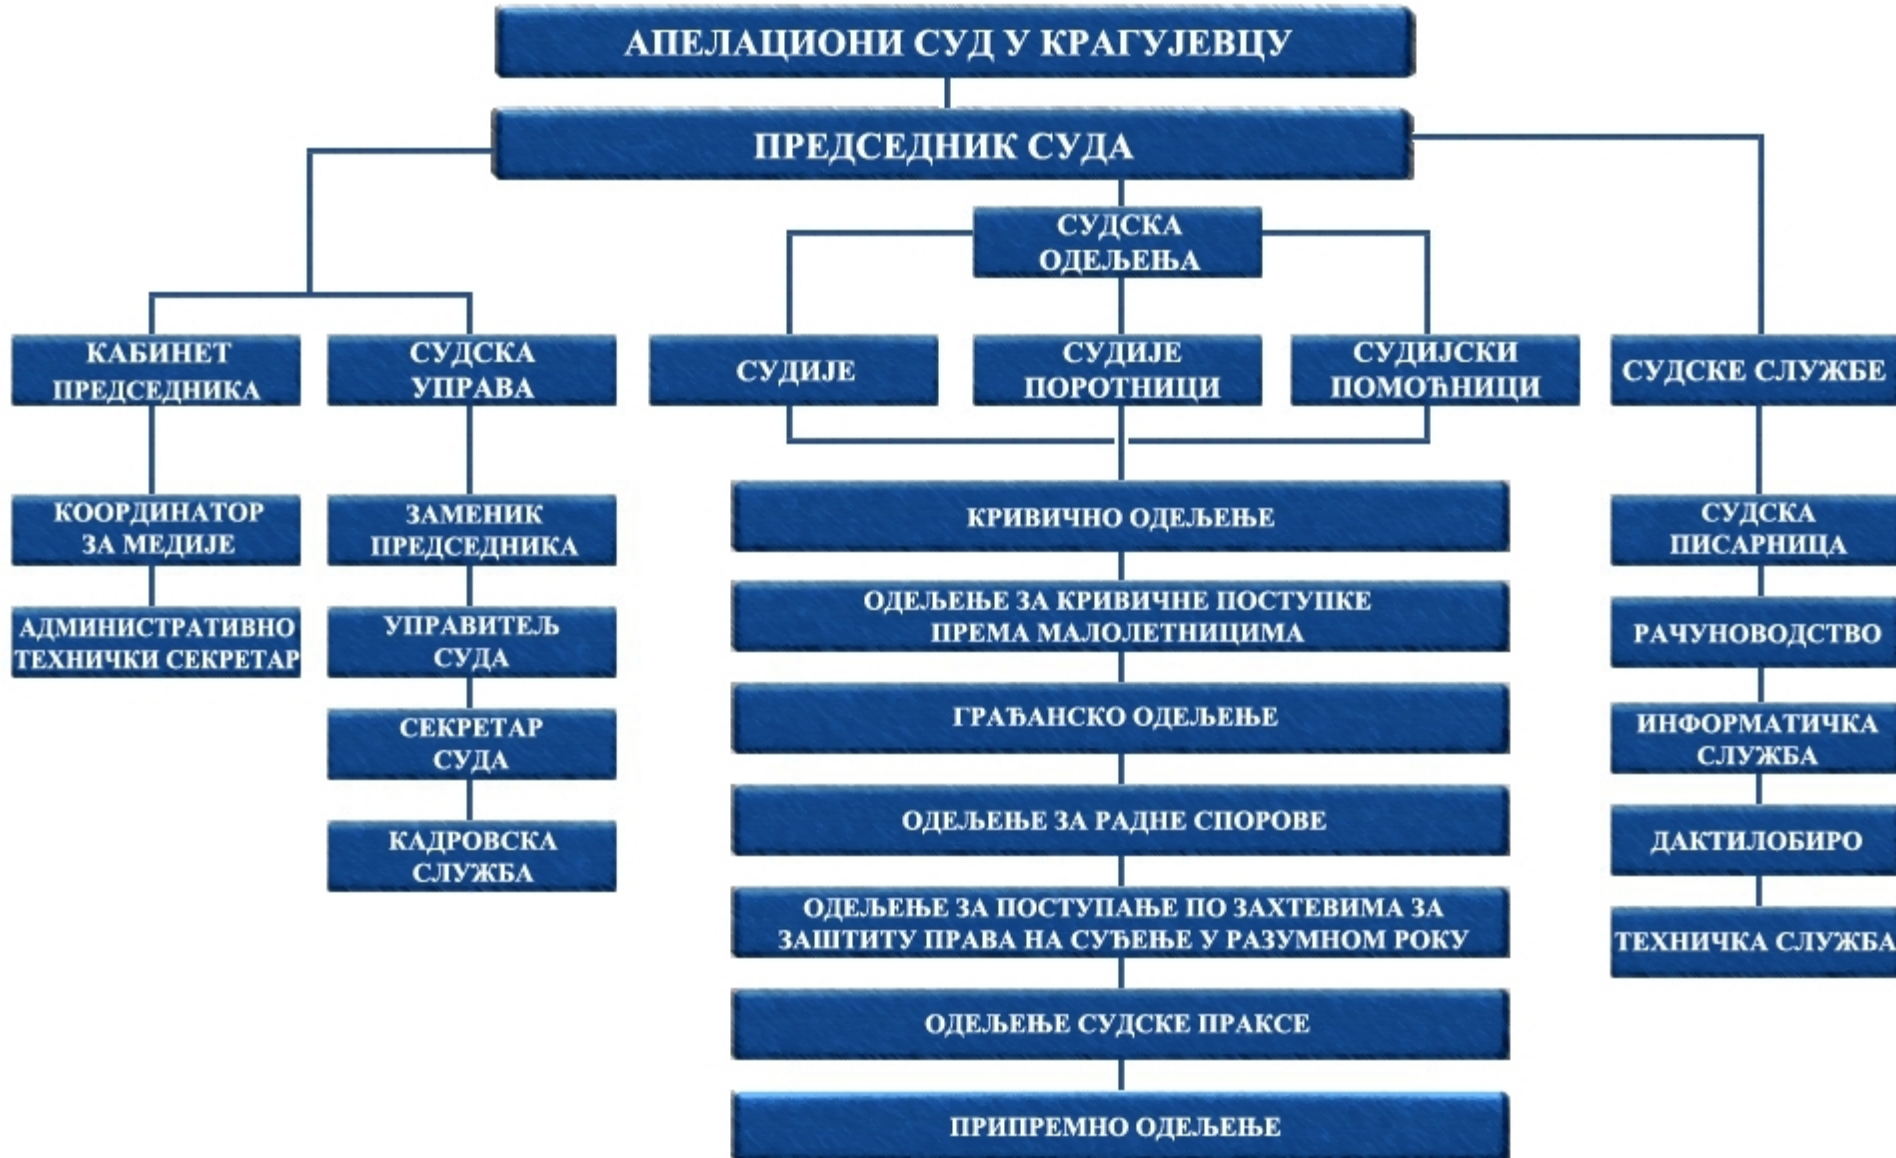 АПЕЛАЦИОНИ СУД У КРАГУЈЕВЦУ
ПРЕДСЕДНИК СУДА
СУДСКА
ОДЕЉЕЊА
КАБИНЕТ
ПРЕДСЕДНИКА
СУДСКА
УПРАВА
СУДИЈЕ
СУДИЈЕ
ПОРОТНИЦИ
СУДИЈСКИ
ПОМОЋНИЦИ
СУДСКЕ СЛУЖБЕ
КООРДИНАТОР
ЗА МЕДИЈЕ
АДМИНИСТРАТИВНО
ТЕХНИЧКИ СЕКРЕТАР
ЗАМЕНИК
ПРЕДСЕДНИКА
УПРАВИТЕЉ
СУДА
СЕКРЕТАР
СУДА
КАДРОВСКА
СЛУЖБА
КРИВИЧНО ОДЕЉЕЊЕ
ОДЕЉЕЊЕ ЗА КРИВИЧНЕ ПОСТУПКЕ
ПРЕМА МАЛОЛЕТНИЦИМА
ГРАЂАНСКО ОДЕЉЕЊЕ
ОДЕЉЕЊЕ ЗА РАДНЕ СПОРОВЕ
ОДЕЉЕЊЕ ЗА ПОСТУПАЊЕ ПО ЗАХТЕВИМА ЗА
ЗАШТИТУ ПРАВА НА СУЂЕЊЕ У РАЗУМНОМ РОКУ
ОДЕЉЕЊЕ СУДСКЕ ПРАКСЕ
ПРИПРЕМНО ОДЕЉЕЊЕ
СУДСКА
ПИСАРНИЦА
РАЧУНОВОДСТВО
ИНФОРМАТИЧКА
СЛУЖБА
ДАКТИЛОБИРО
ТЕХНИЧКА СЛУЖБА